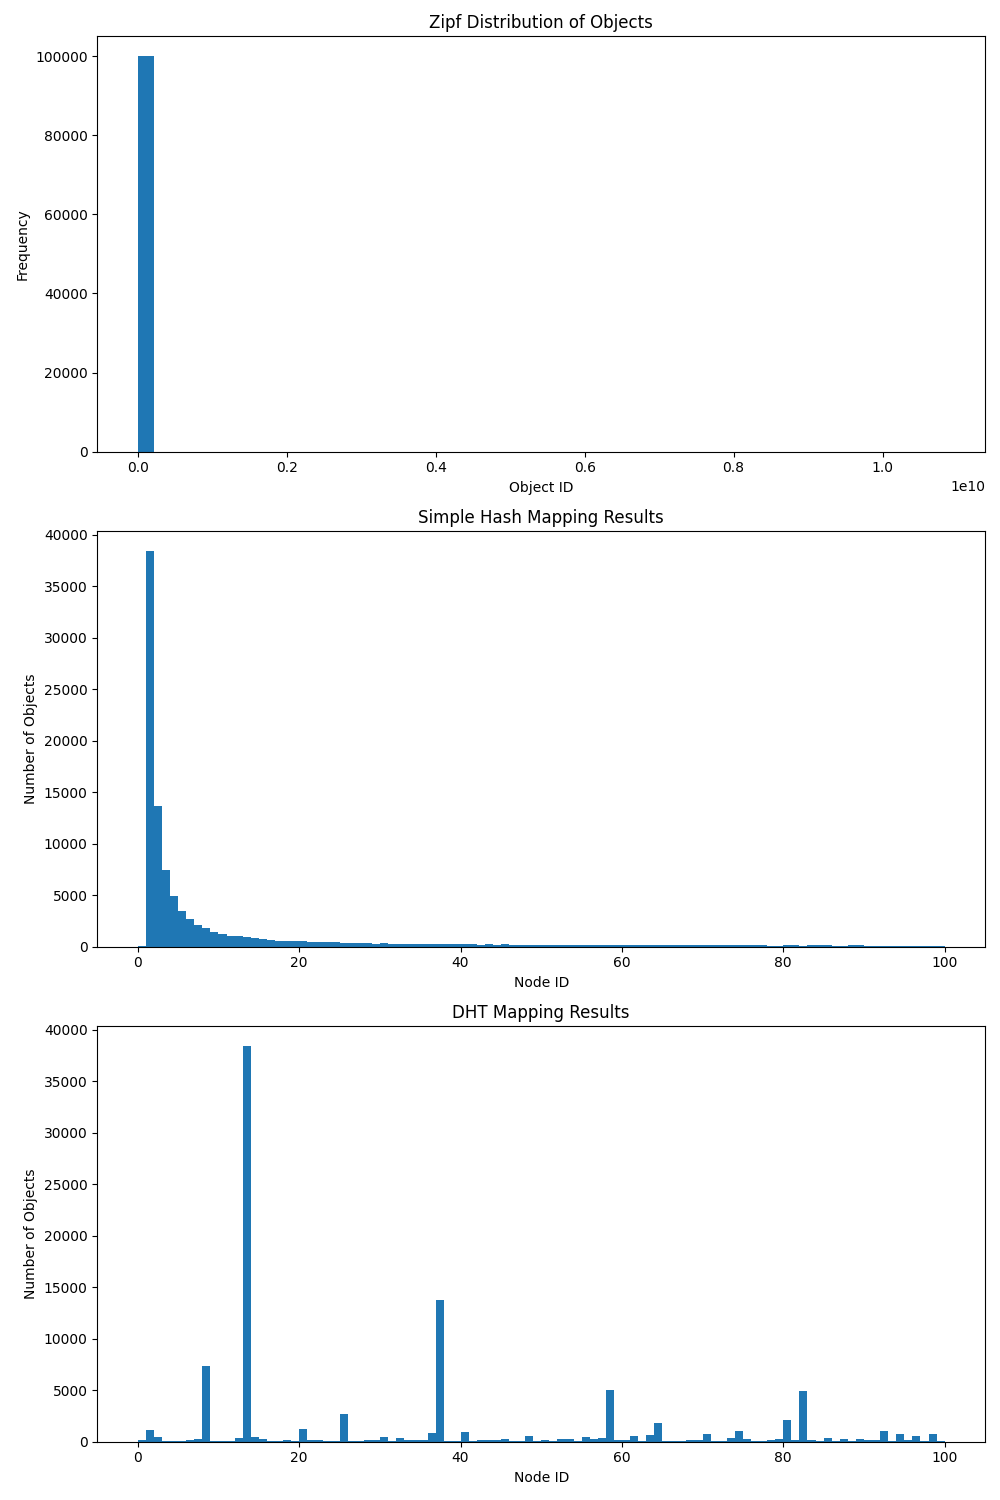 Zipf Distribution of Objects
100000
80000
60000
40000
20000
0
Frequency
0.0 0.2 0.4 0.6 0.8 1.0
Object ID
1e10
Simple Hash Mapping Results
40000
35000
30000
25000
20000
15000
10000
5000
0
Number of Objects
0 20 40 60 80 100
Node ID
DHT Mapping Results
40000
35000
30000
25000
20000
15000
10000
5000
0
Number of Objects
0 20 40 60 80 100
Node ID